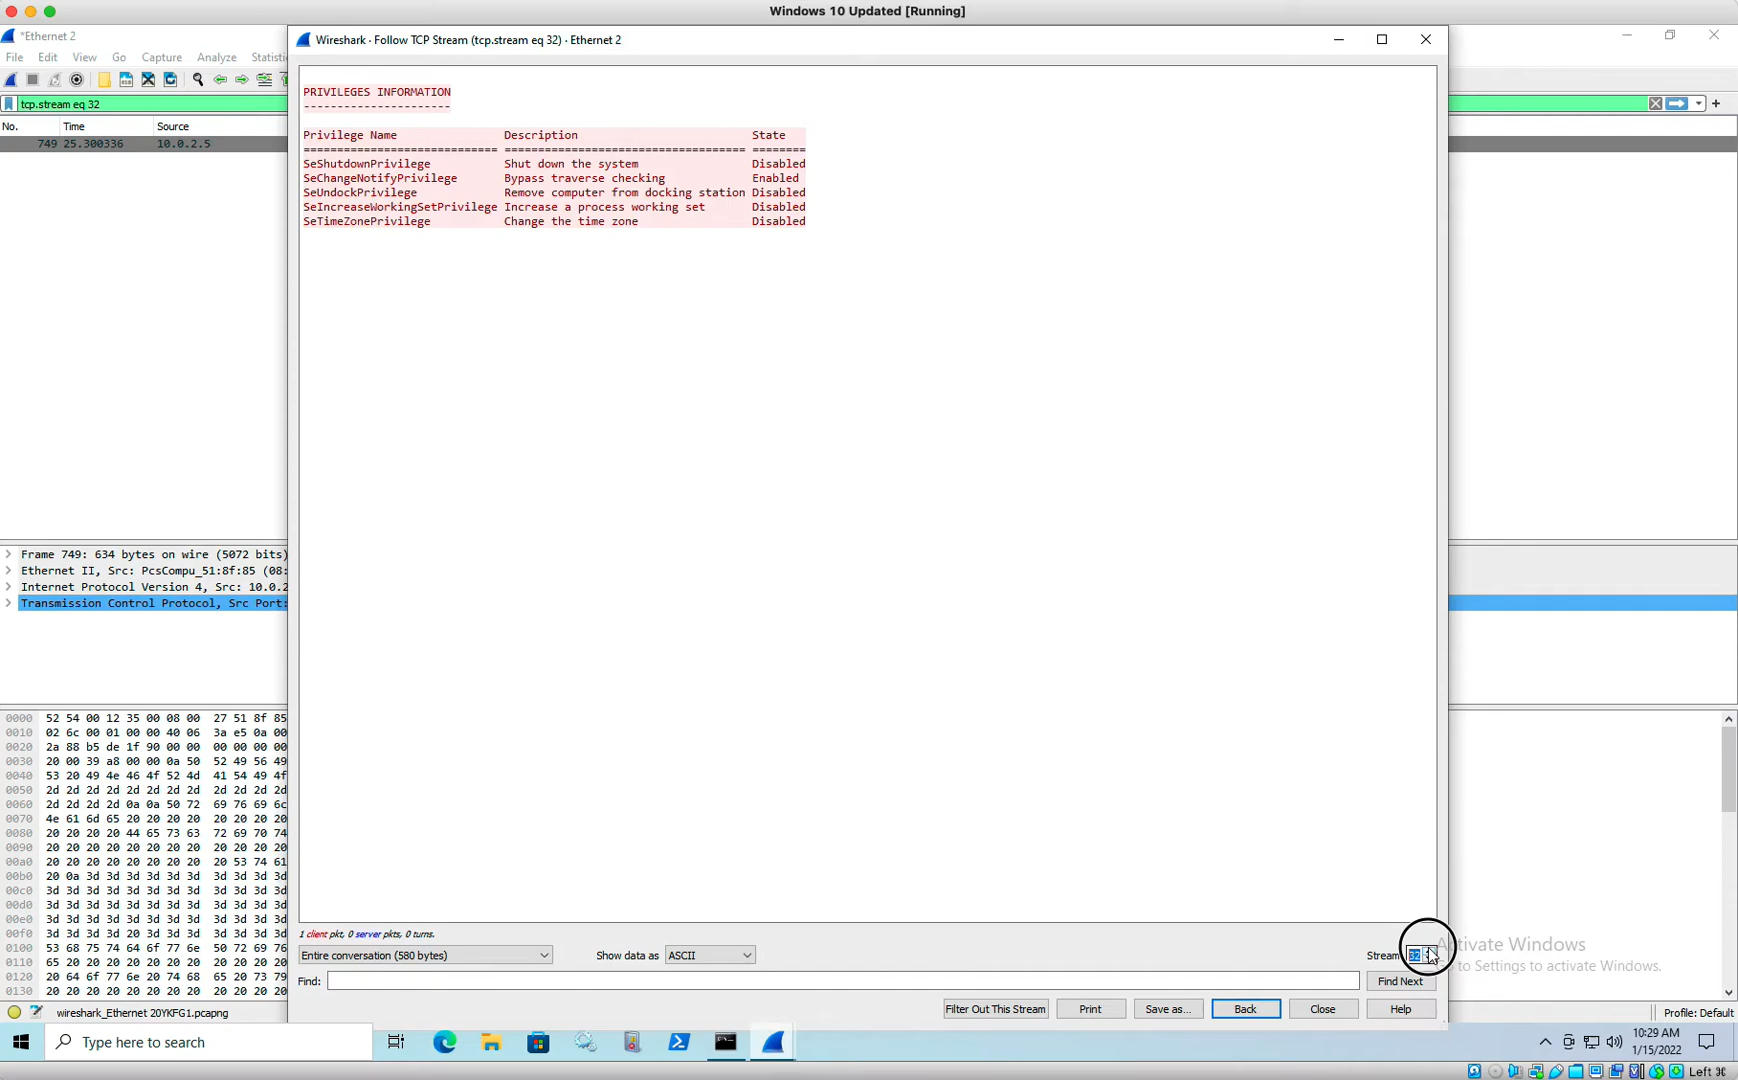 Windows 10 Updated [Running]
*Ethernet 2
Wireshark · Follow TCP Stream (tcp.stream eq 32) · Ethernet 2
File Edit View Go Capture Analyze Statisti
tcp.stream eq 32
No. Time Source
749 25.300336 10.0.2.5
PRIVILEGES INFORMATION
----------------------
Privilege Name Description State
============================= ==================================== ========
SeShutdownPrivilege Shut down the system Disabled
SeChangeNotifyPrivilege Bypass traverse checking Enabled
SeUndockPrivilege Remove computer from docking station Disabled
SeIncreaseWorkingSetPrivilege Increase a process working set Disabled
SeTimeZonePrivilege Change the time zone Disabled
Frame 749: 634 bytes on wire (5072 bits)
Ethernet II, Src: PcsCompu_51:8f:85 (08:
Internet Protocol Version 4, Src: 10.0.2
Transmission Control Protocol, Src Port:
0000 52 54 00 12 35 00 08 00 27 51 8f 85
0010 02 6c 00 01 00 00 40 06 3a e5 0a 00
0020 2a 88 b5 de 1f 90 00 00 00 00 00 00
0030 20 00 39 a8 00 00 0a 50 52 49 56 49
0040 53 20 49 4e 46 4f 52 4d 41 54 49 4f
0050 2d 2d 2d 2d 2d 2d 2d 2d 2d 2d 2d 2d
0060 2d 2d 2d 2d 0a 0a 50 72 69 76 69 6c
0070 4e 61 6d 65 20 20 20 20 20 20 20 20
0080 20 20 20 20 44 65 73 63 72 69 70 74
0090 20 20 20 20 20 20 20 20 20 20 20 20
00a0 20 20 20 20 20 20 20 20 20 53 74 61
00b0 20 0a 3d 3d 3d 3d 3d 3d 3d 3d 3d 3d
00c0 3d 3d 3d 3d 3d 3d 3d 3d 3d 3d 3d 3d
00d0 3d 3d 3d 3d 3d 3d 3d 3d 3d 3d 3d 3d
00e0 3d 3d 3d 3d 3d 3d 3d 3d 3d 3d 3d 3d
00f0 3d 3d 3d 3d 20 3d 3d 3d 3d 3d 3d 3d
0100 53 68 75 74 64 6f 77 6e 50 72 69 76
0110 65 20 20 20 20 20 20 20 20 20 20 20
0120 20 64 6f 77 6e 20 74 68 65 20 73 79
0130 20 20 20 20 20 20 20 20 20 20 20 20
1 client pkt, 0 server pkts, 0 turns.
Entire conversation (580 bytes) Show data as ASCII Stream 32
Activate Windows
to Settings to activate Windows.
Find: Find Next
Filter Out This Stream Print Save as... Back Close Help
wireshark_Ethernet 20YKFG1.pcapng Profile: Default
Type here to search
10:29 AM
1/15/2022
Left ⌘